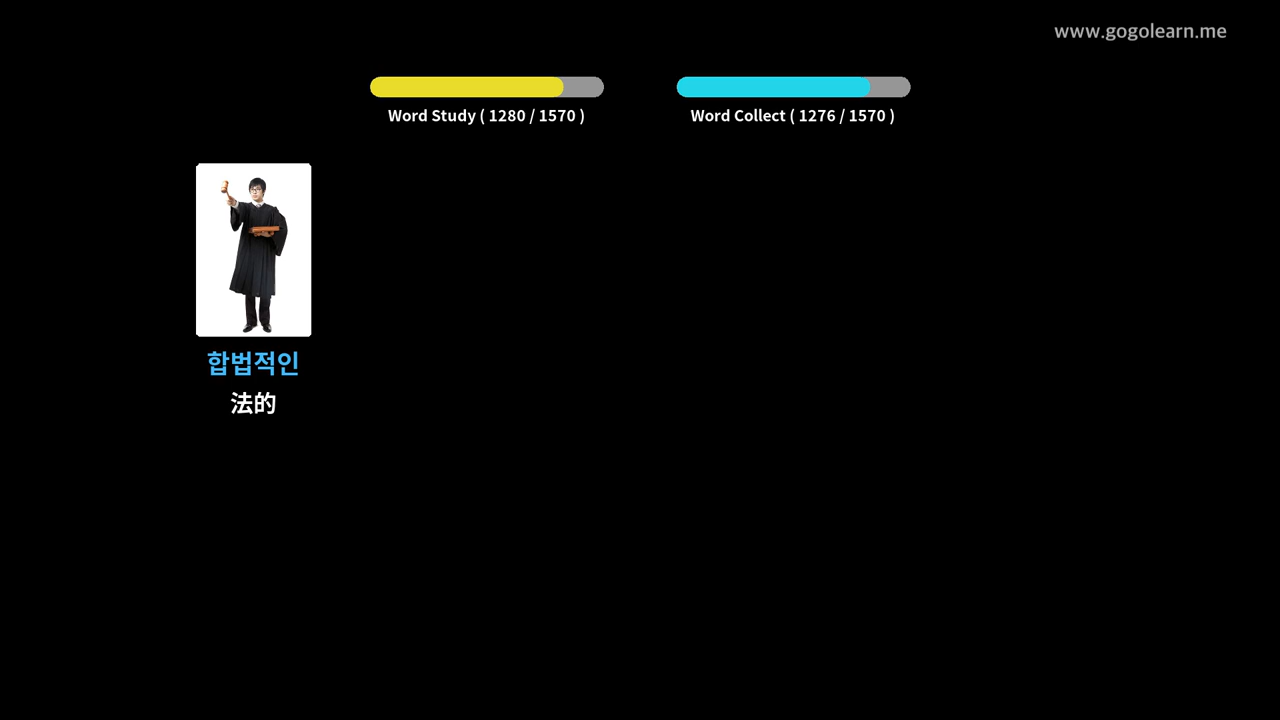 www.gogolearn.me
Word Study ( 1280 / 1570 )
Word Collect ( 1276 / 1570 )
합법적인
法的